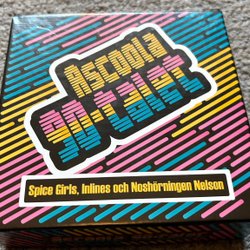 Ascoola
90-talet
Spice Girls, Inlines och Noshörningen Nelson